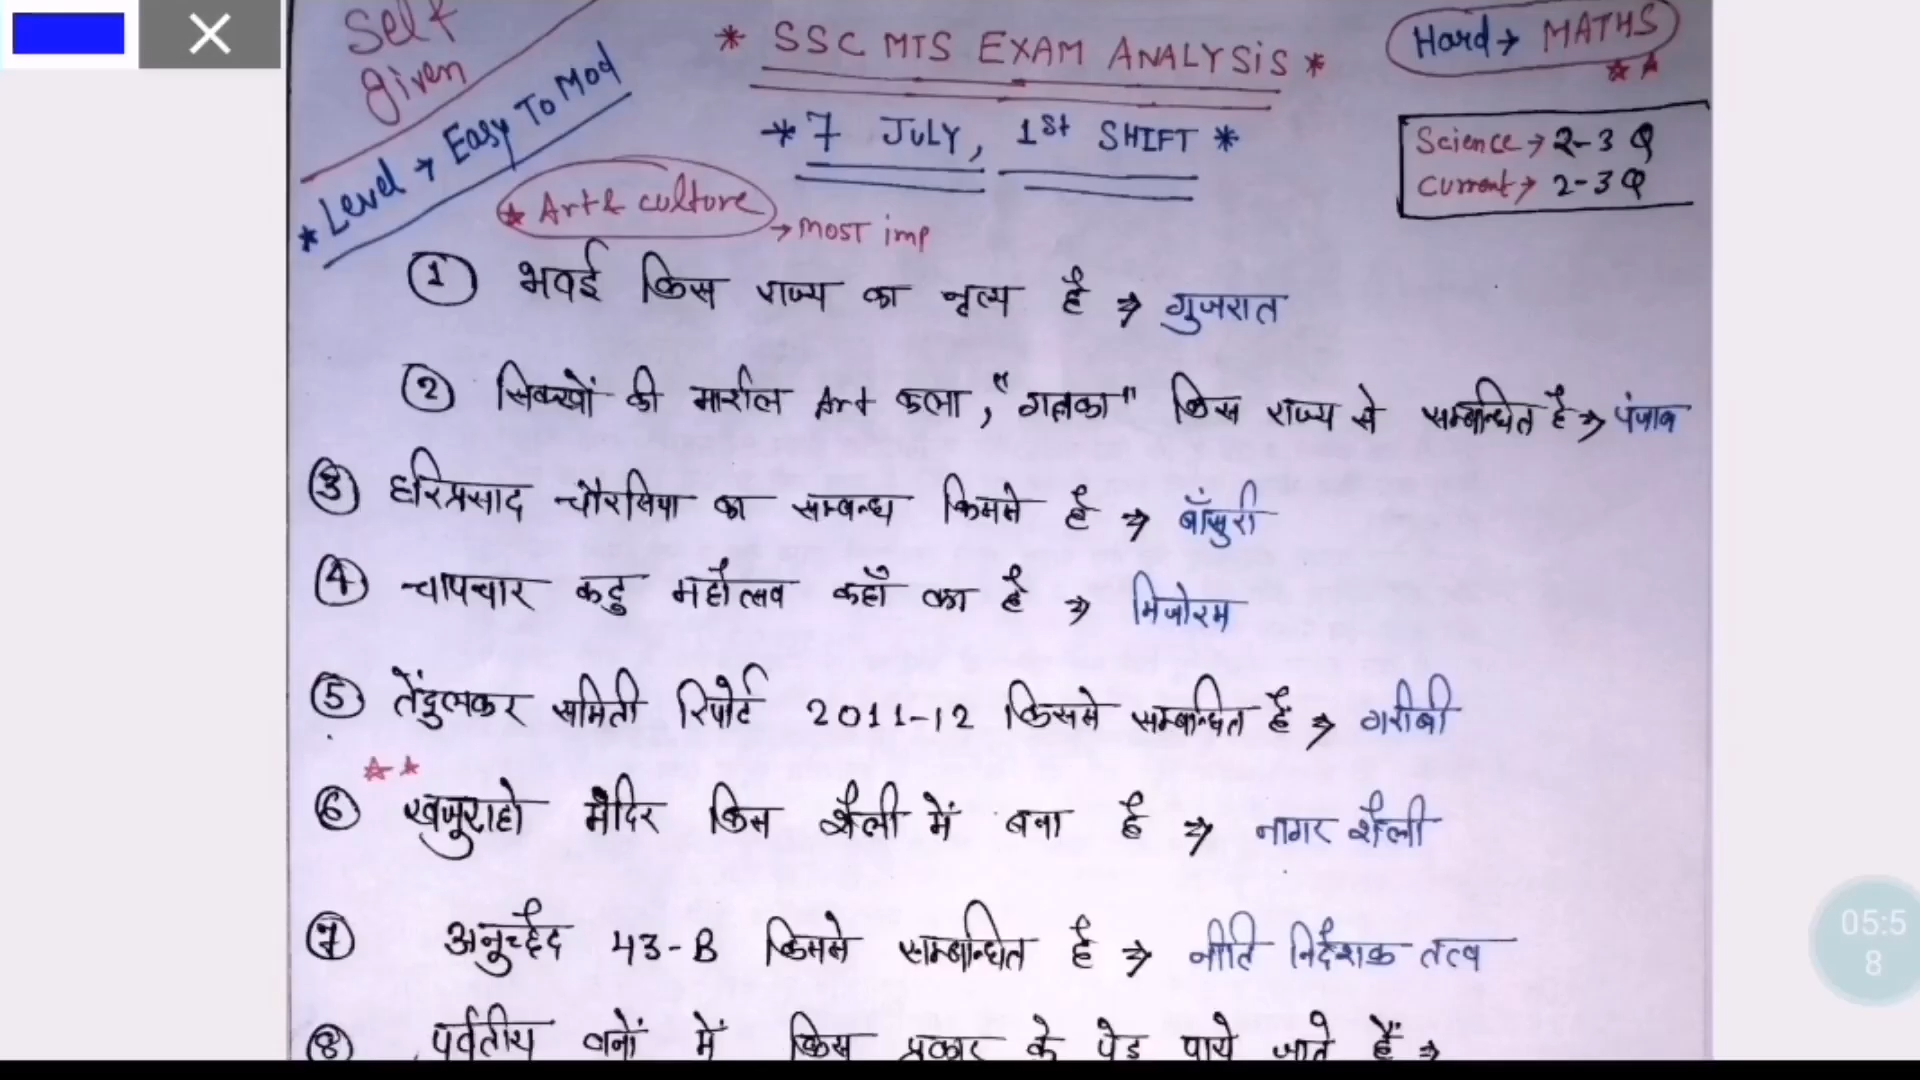 Self given
* Level → Easy To Mod
* SSC MTS EXAM ANALYSiS *
* 7 JULY, 1st SHIFT *
Hard → MATHS
Science → 2-3 Q
Current → 2-3 Q
Art & culture → MOST imp
① भवई किस राज्य का नृत्य है → गुजरात
② सिक्खों की मार्शल Art कला, "गतका" किस राज्य से सम्बन्धित है → पंजाब
③ हरिप्रसाद चौरसिया का सम्बन्ध किससे है → बाँसुरी
④ चापचार कुट महोत्सव कहाँ का है → मिजोरम
⑤ तेंदुलकर समिती रिपोर्ट 2011-12 किससे सम्बन्धित है → गरीबी
⑥ खजुराहो मंदिर किस शैली में बना है → नागर शैली
⑦ अनुच्छेद 43-B किससे सम्बन्धित है → नीति निर्देशक तत्व
⑧ पर्वतीय वनों में किस प्रकार के पेड़ पाये जाते हैं →
05:58